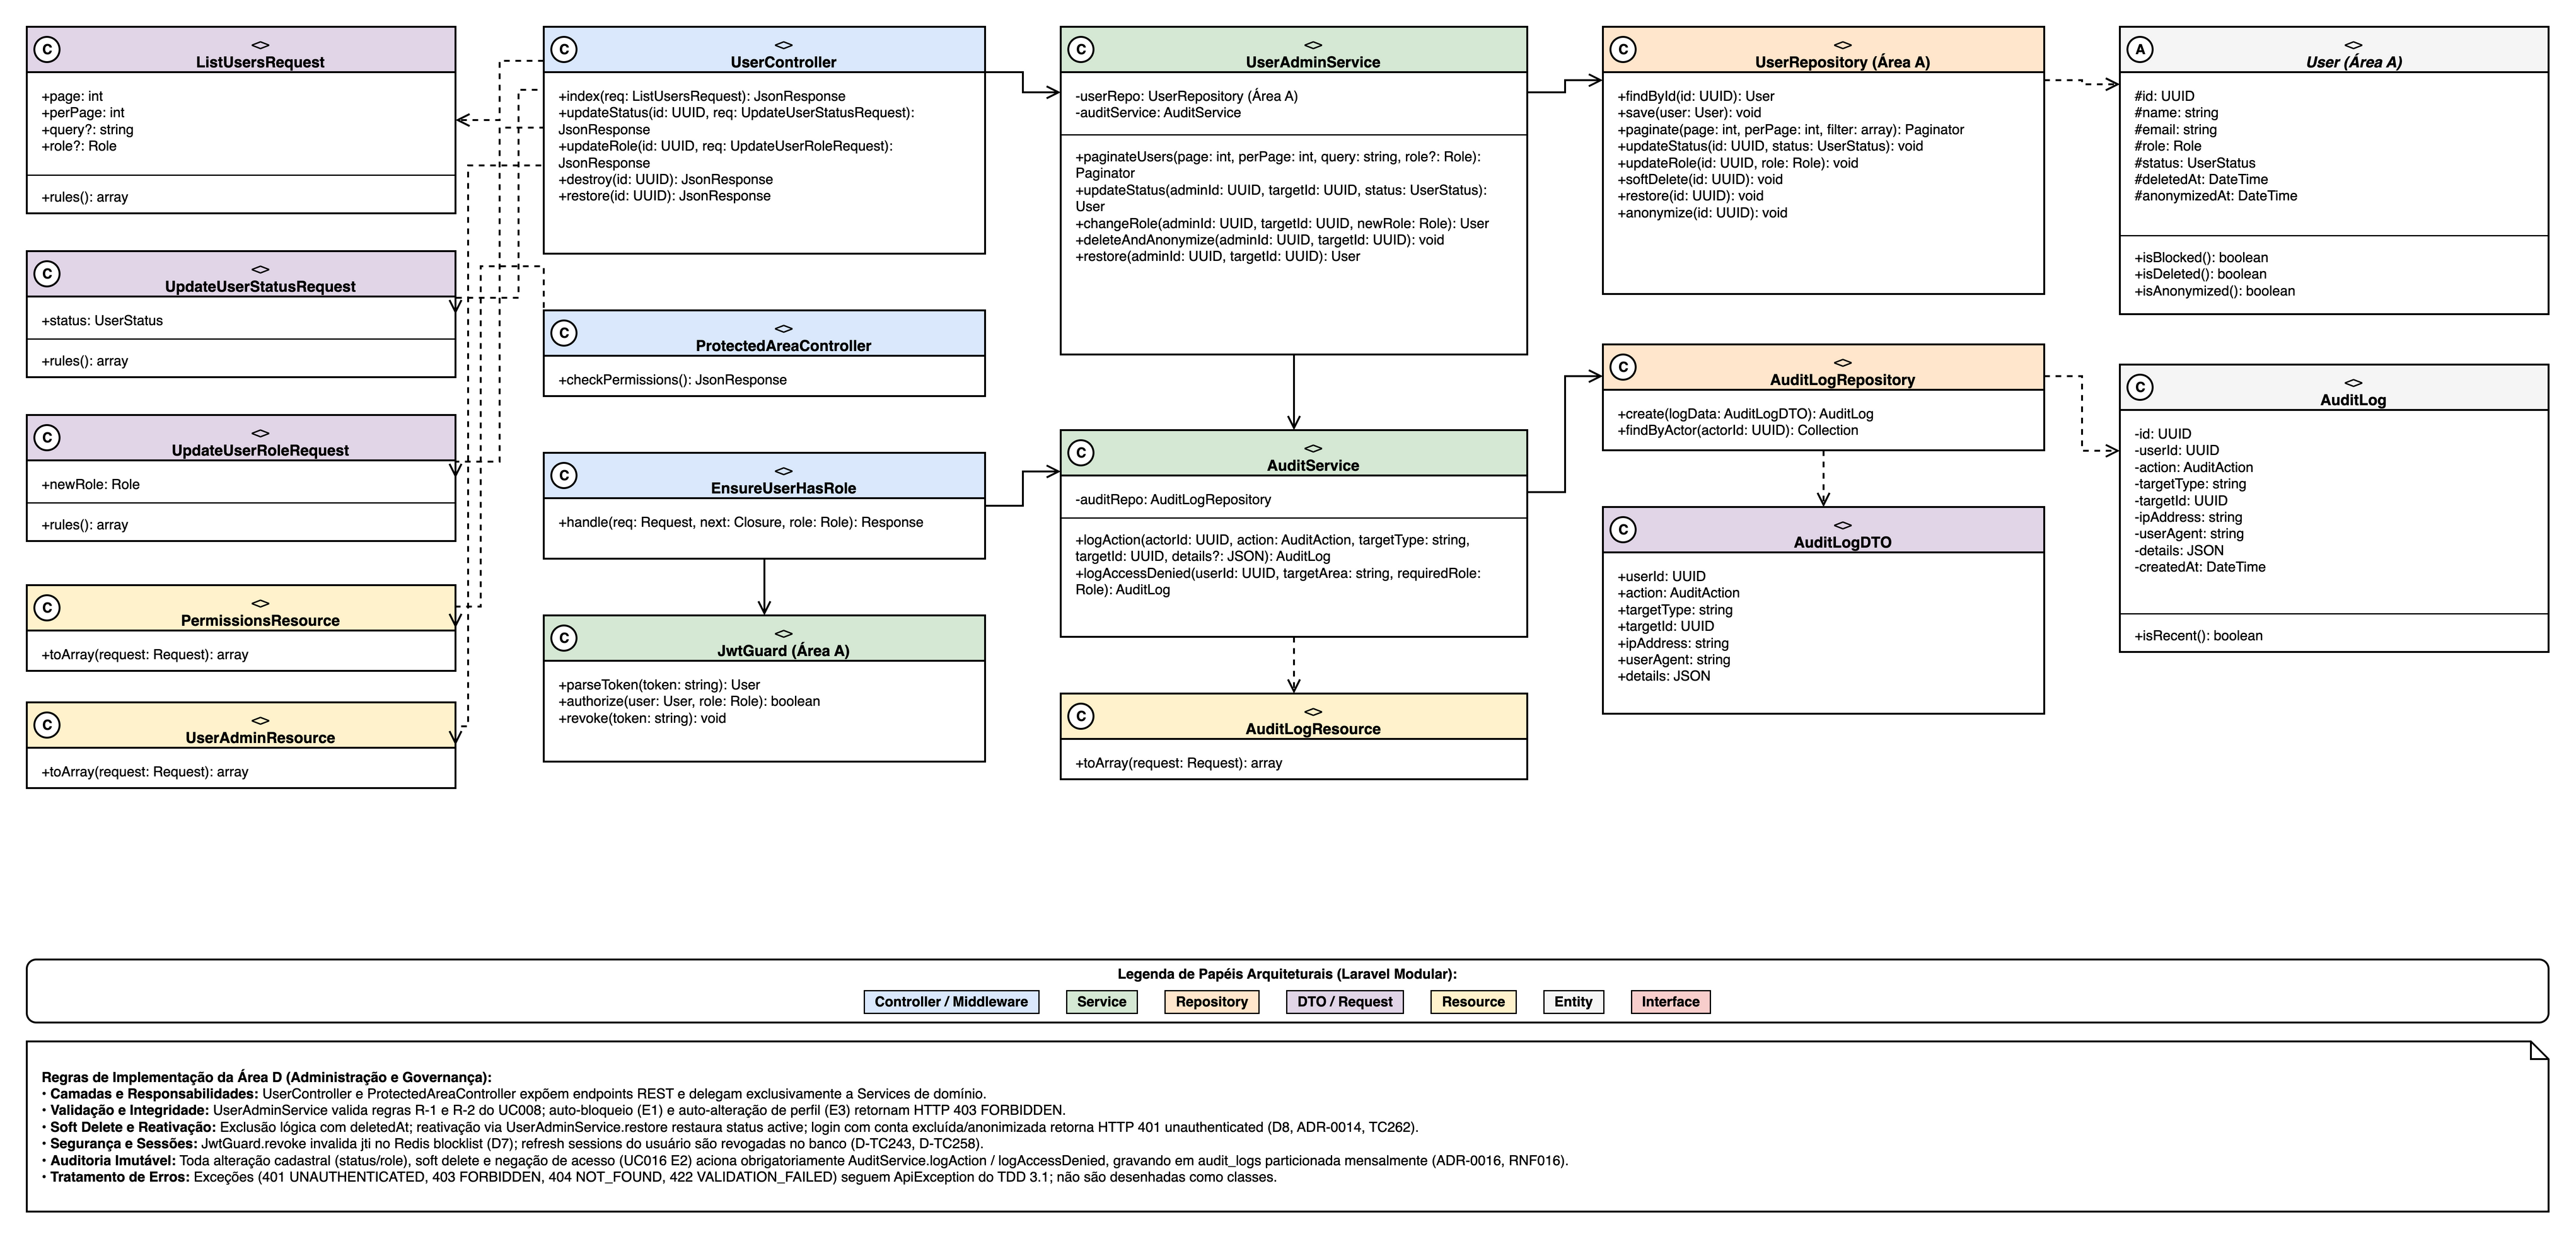 C
<>
ListUsersRequest
+page: int
+perPage: int
+query?: string
+role?: Role
+rules(): array
C
<>
UpdateUserStatusRequest
+status: UserStatus
+rules(): array
C
<>
UpdateUserRoleRequest
+newRole: Role
+rules(): array
C
<>
PermissionsResource
+toArray(request: Request): array
C
<>
UserAdminResource
+toArray(request: Request): array
C
<>
UserController
+index(req: ListUsersRequest): JsonResponse
+updateStatus(id: UUID, req: UpdateUserStatusRequest):
JsonResponse
+updateRole(id: UUID, req: UpdateUserRoleRequest):
JsonResponse
+destroy(id: UUID): JsonResponse
+restore(id: UUID): JsonResponse
C
<>
ProtectedAreaController
+checkPermissions(): JsonResponse
C
<>
EnsureUserHasRole
+handle(req: Request, next: Closure, role: Role): Response
C
<>
JwtGuard (Área A)
+parseToken(token: string): User
+authorize(user: User, role: Role): boolean
+revoke(token: string): void
C
<>
UserAdminService
-userRepo: UserRepository (Área A)
-auditService: AuditService
+paginateUsers(page: int, perPage: int, query: string, role?: Role):
Paginator
+updateStatus(adminId: UUID, targetId: UUID, status: UserStatus):
User
+changeRole(adminId: UUID, targetId: UUID, newRole: Role): User
+deleteAndAnonymize(adminId: UUID, targetId: UUID): void
+restore(adminId: UUID, targetId: UUID): User
C
<>
AuditService
-auditRepo: AuditLogRepository
+logAction(actorId: UUID, action: AuditAction, targetType: string,
targetId: UUID, details?: JSON): AuditLog
+logAccessDenied(userId: UUID, targetArea: string, requiredRole:
Role): AuditLog
C
<>
AuditLogResource
+toArray(request: Request): array
C
<>
UserRepository (Área A)
+findById(id: UUID): User
+save(user: User): void
+paginate(page: int, perPage: int, filter: array): Paginator
+updateStatus(id: UUID, status: UserStatus): void
+updateRole(id: UUID, role: Role): void
+softDelete(id: UUID): void
+restore(id: UUID): void
+anonymize(id: UUID): void
C
<>
AuditLogRepository
+create(logData: AuditLogDTO): AuditLog
+findByActor(actorId: UUID): Collection
C
<>
AuditLogDTO
+userId: UUID
+action: AuditAction
+targetType: string
+targetId: UUID
+ipAddress: string
+userAgent: string
+details: JSON
A
<>
User (Área A)
#id: UUID
#name: string
#email: string
#role: Role
#status: UserStatus
#deletedAt: DateTime
#anonymizedAt: DateTime
+isBlocked(): boolean
+isDeleted(): boolean
+isAnonymized(): boolean
C
<>
AuditLog
-id: UUID
-userId: UUID
-action: AuditAction
-targetType: string
-targetId: UUID
-ipAddress: string
-userAgent: string
-details: JSON
-createdAt: DateTime
+isRecent(): boolean
Legenda de Papéis Arquiteturais (Laravel Modular):
Controller / Middleware
Service
Repository
DTO / Request
Resource
Entity
Interface
Regras de Implementação da Área D (Administração e Governança):
• Camadas e Responsabilidades: UserController e ProtectedAreaController expõem endpoints REST e delegam exclusivamente a Services de domínio.
• Validação e Integridade: UserAdminService valida regras R-1 e R-2 do UC008; auto-bloqueio (E1) e auto-alteração de perfil (E3) retornam HTTP 403 FORBIDDEN.
• Soft Delete e Reativação: Exclusão lógica com deletedAt; reativação via UserAdminService.restore restaura status active; login com conta excluída/anonimizada retorna HTTP 401 unauthenticated (D8, ADR-0014, TC262).
• Segurança e Sessões: JwtGuard.revoke invalida jti no Redis blocklist (D7); refresh sessions do usuário são revogadas no banco (D-TC243, D-TC258).
• Auditoria Imutável: Toda alteração cadastral (status/role), soft delete e negação de acesso (UC016 E2) aciona obrigatoriamente AuditService.logAction / logAccessDenied, gravando em audit_logs particionada mensalmente (ADR-0016, RNF016).
• Tratamento de Erros: Exceções (401 UNAUTHENTICATED, 403 FORBIDDEN, 404 NOT_FOUND, 422 VALIDATION_FAILED) seguem ApiException do TDD 3.1; não são desenhadas como classes.